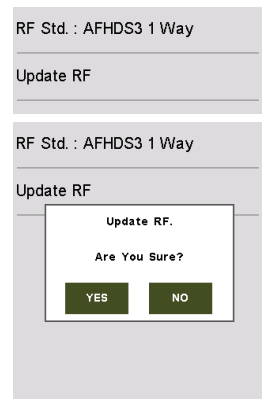 RF Std. : AFHDS3 1 Way
Update RF
RF Std. : AFHDS3 1 Way
Update RF
Update RF.
Are You Sure?
YES NO